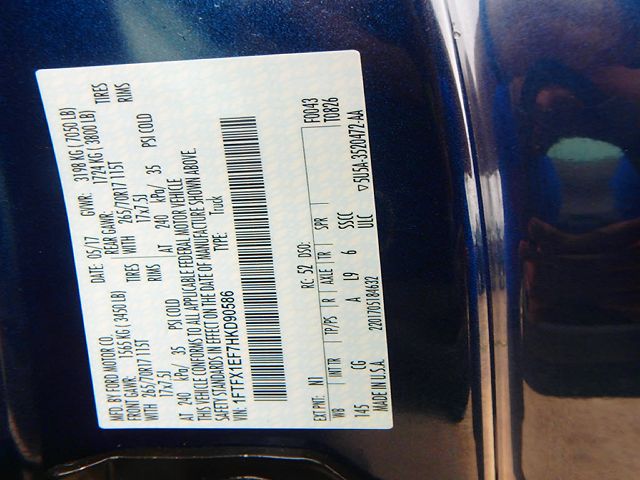 MFD. BY FORD MOTOR CO.
DATE: 05/17 GVWR: 3198 KG ( 7050 LB)
FRONT GAWR: 1565 KG ( 3450 LB) REAR GAWR: 1724 KG ( 3800 LB)
WITH 265/70R17 115T TIRES WITH 265/70R17 115T TIRES
17x7.5J RIMS 17x7.5J RIMS
AT 240 kPa/ 35 PSI COLD AT 240 kPa/ 35 PSI COLD
THIS VEHICLE CONFORMS TO ALL APPLICABLE FEDERAL MOTOR VEHICLE
SAFETY STANDARDS IN EFFECT ON THE DATE OF MANUFACTURE SHOWN ABOVE.
VIN: 1FTFX1EF7HKD90586 TYPE: Truck
F0043
EXT PNT: N1 RC: 52 DSO: T0826
WB INT TR TP/PS R AXLE TR SPR
145 CG A L9 6 SSCC
▽ 5U5A-3520472-AA
MADE IN U.S.A. 2201705184632 ULC